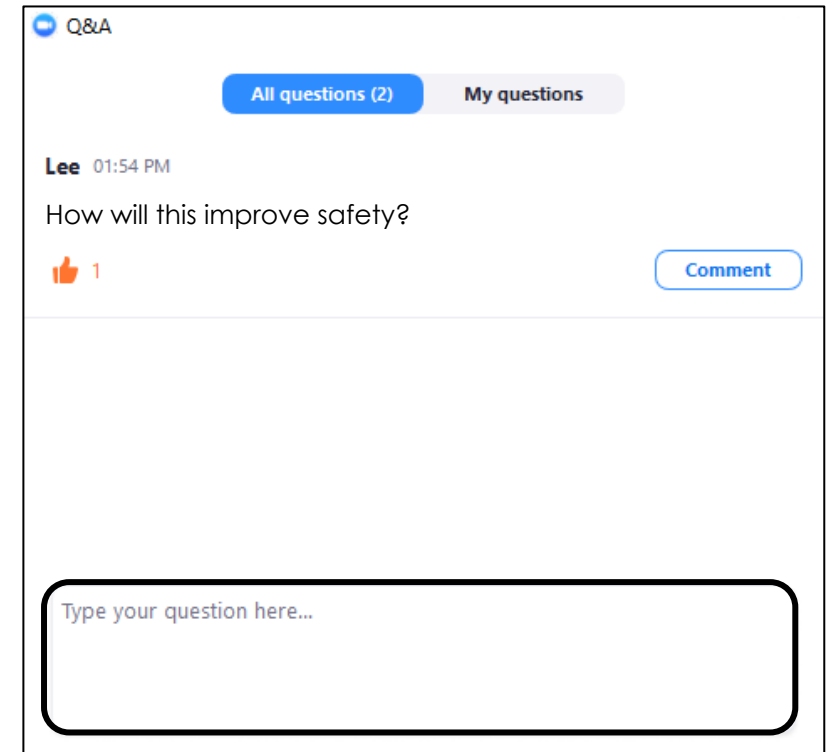 Q&A
All questions (2) My questions
Lee 01:54 PM
How will this improve safety?
1 Comment
Type your question here...